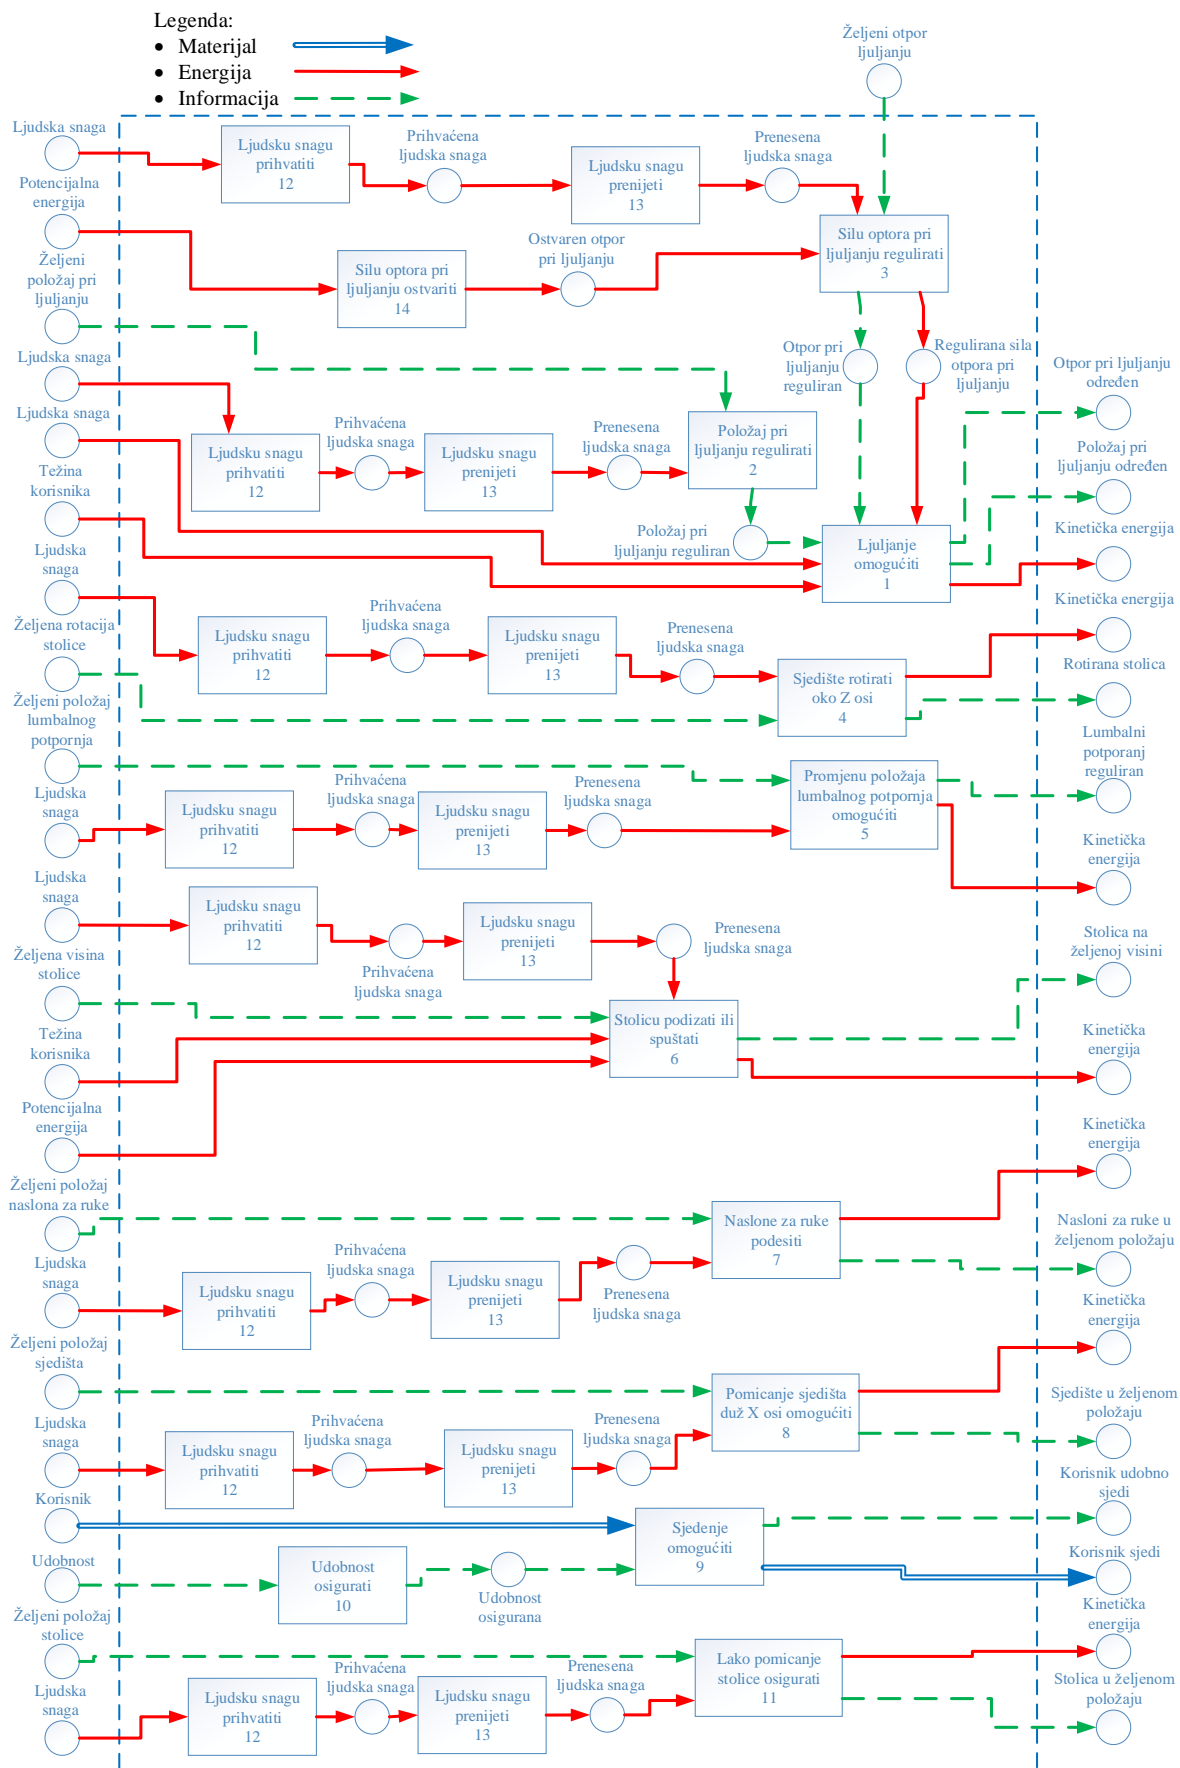 Legenda:
• Materijal
• Energija
• Informacija
Željeni otpor
ljuljanju
Ljudska snaga
Ljudsku snagu
prihvatiti
12
Prihvaćena
ljudska snaga
Ljudsku snagu
prenijeti
13
Prenesena
ljudska snaga
Potencijalna
energija
Silu optora pri
ljuljanju ostvariti
14
Ostvaren otpor
pri ljuljanju
Silu optora pri
ljuljanju regulirati
3
Željeni
položaj pri
ljuljanju
Otpor pri
ljuljanju
reguliran
Regulirana sila
otpora pri
ljuljanju
Otpor pri ljuljanju
određen
Ljudska snaga
Ljudsku snagu
prihvatiti
12
Prihvaćena
ljudska snaga
Ljudsku snagu
prenijeti
13
Prenesena
ljudska snaga
Položaj pri
ljuljanju regulirati
2
Ljudska snaga
Položaj pri
ljuljanju određen
Težina
korisnika
Položaj pri
ljuljanju reguliran
Ljuljanje
omogućiti
1
Kinetička energija
Ljudska
snaga
Ljudsku snagu
prihvatiti
12
Prihvaćena
ljudska snaga
Ljudsku snagu
prenijeti
13
Prenesena
ljudska snaga
Sjedište rotirati
oko Z osi
4
Kinetička energija
Željena rotacija
stolice
Rotirana stolica
Željeni položaj
lumbalnog
potpornja
Promjenu položaja
lumbalnog potpornja
omogućiti
5
Lumbalni
potporanj
reguliran
Ljudska
snaga
Ljudsku snagu
prihvatiti
12
Prihvaćena
ljudska snaga
Ljudsku snagu
prenijeti
13
Prenesena
ljudska snaga
Kinetička
energija
Ljudska
snaga
Ljudsku snagu
prihvatiti
12
Prihvaćena
ljudska snaga
Ljudsku snagu
prenijeti
13
Prenesena
ljudska snaga
Stolica na
željenoj visini
Željena visina
stolice
Stolicu podizati ili
spuštati
6
Težina
korisnika
Kinetička
energija
Potencijalna
energija
Kinetička
energija
Željeni položaj
naslona za ruke
Naslone za ruke
podesiti
7
Nasloni za ruke u
željenom položaju
Ljudska
snaga
Ljudsku snagu
prihvatiti
12
Prihvaćena
ljudska snaga
Ljudsku snagu
prenijeti
13
Prenesena
ljudska snaga
Kinetička
energija
Željeni položaj
sjedišta
Pomicanje sjedišta
duž X osi omogućiti
8
Sjedište u željenom
položaju
Ljudska
snaga
Ljudsku snagu
prihvatiti
12
Prihvaćena
ljudska snaga
Ljudsku snagu
prenijeti
13
Prenesena
ljudska snaga
Korisnik udobno
sjedi
Korisnik
Sjedenje
omogućiti
9
Korisnik sjedi
Udobnost
Udobnost
osigurati
10
Udobnost
osigurana
Kinetička
energija
Željeni položaj
stolice
Lako pomicanje
stolice osigurati
11
Stolica u željenom
položaju
Ljudska
snaga
Ljudsku snagu
prihvatiti
12
Prihvaćena
ljudska snaga
Ljudsku snagu
prenijeti
13
Prenesena
ljudska snaga